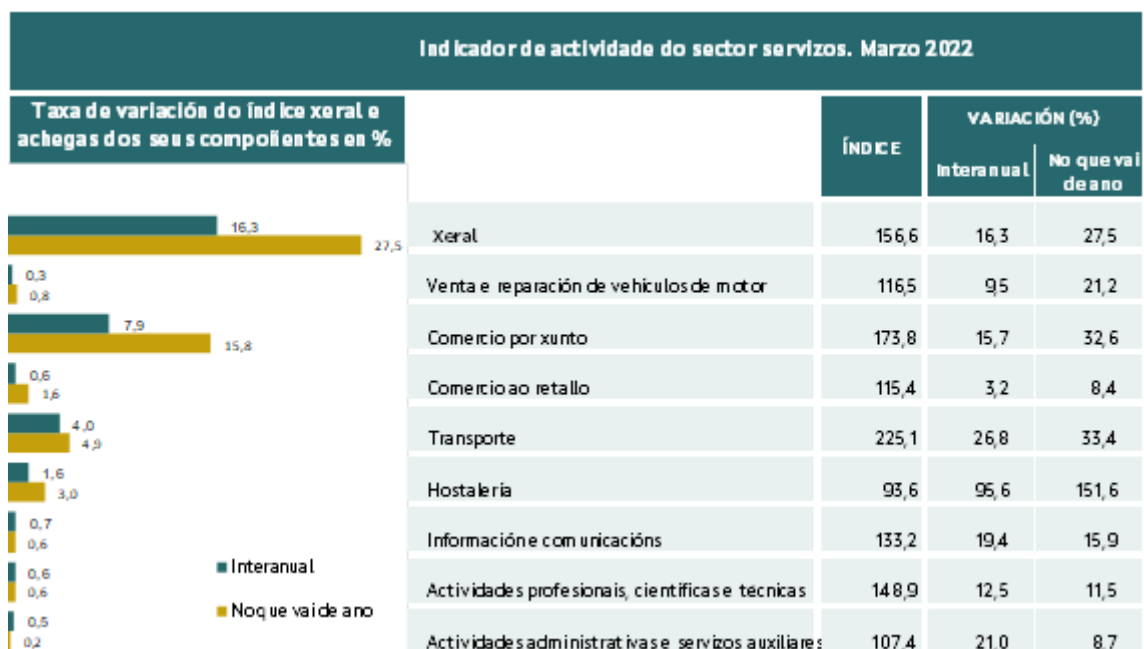 Indicador de actividade do sector servizos. Marzo 2022
Taxa de variación do índice xeral e
achegas dos seus compoñentes en %
ÍNDICE
VARIACIÓN (%)
Interanual
No que vai
de ano
16,3
27,5
Xeral 156,6 16,3 27,5
0,3
0,8
Venta e reparación de vehículos de motor 116,5 9,5 21,2
7,9
15,8
Comercio por xunto 173,8 15,7 32,6
0,6
1,6
Comercio ao retallo 115,4 3,2 8,4
4,0
4,9
Transporte 225,1 26,8 33,4
1,6
3,0
Hostalería 93,6 95,6 151,6
0,7
0,6
Información e comunicacións 133,2 19,4 15,9
0,6
0,6
Actividades profesionais, científicas e técnicas 148,9 12,5 11,5
0,5
0,2
Actividades administrativas e servizos auxiliares 107,4 21,0 8,7
Interanual
No que vai de ano